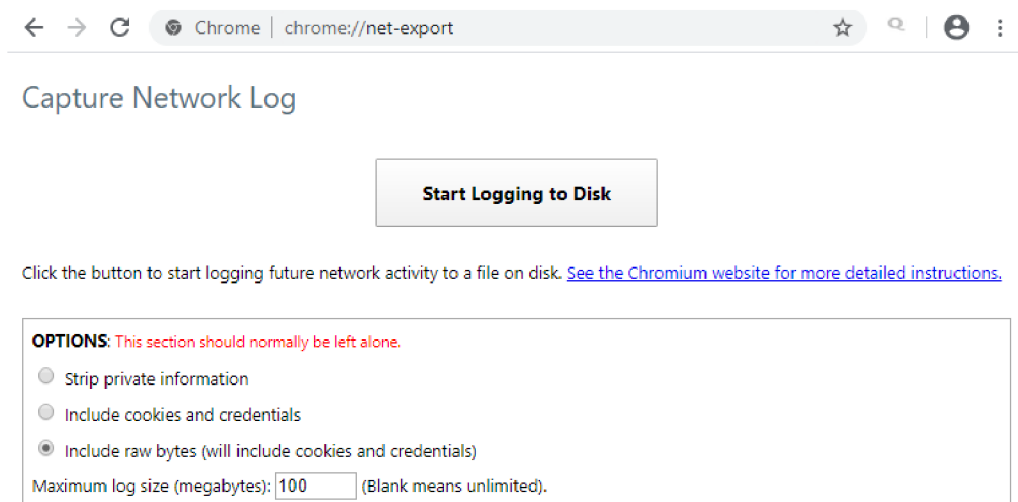 Chrome | chrome://net-export
Capture Network Log
Start Logging to Disk
Click the button to start logging future network activity to a file on disk. See the Chromium website for more detailed instructions.
OPTIONS: This section should normally be left alone.
Strip private information
Include cookies and credentials
Include raw bytes (will include cookies and credentials)
Maximum log size (megabytes): 100 (Blank means unlimited).